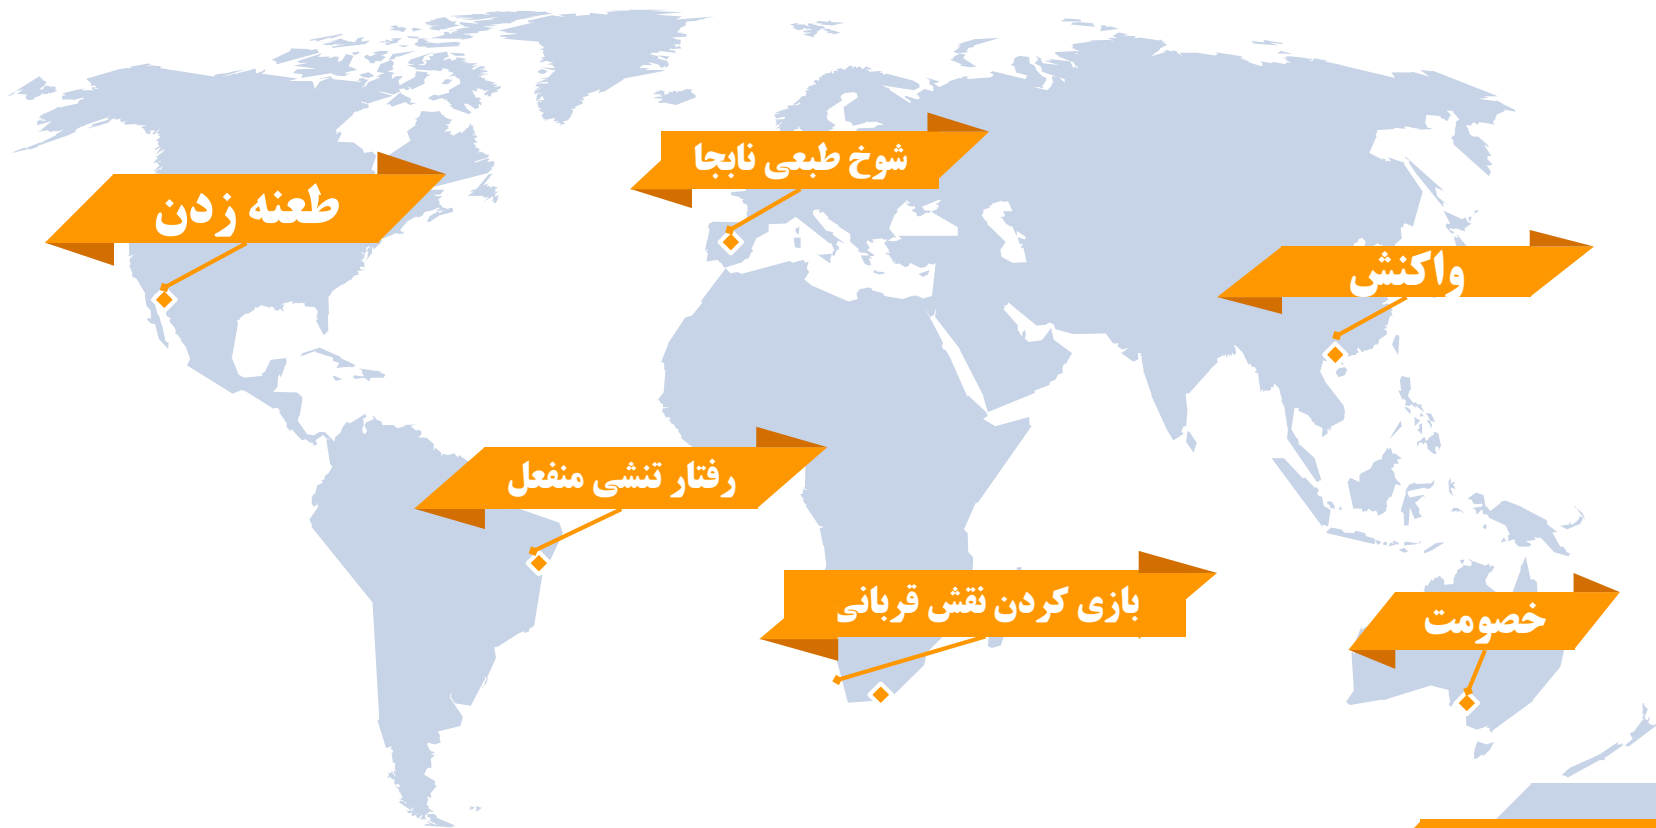 شوخ طبعی نابجا
طعنه زدن
واکنش
رفتار تنشی منفعل
بازی کردن نقش قربانی
خصومت